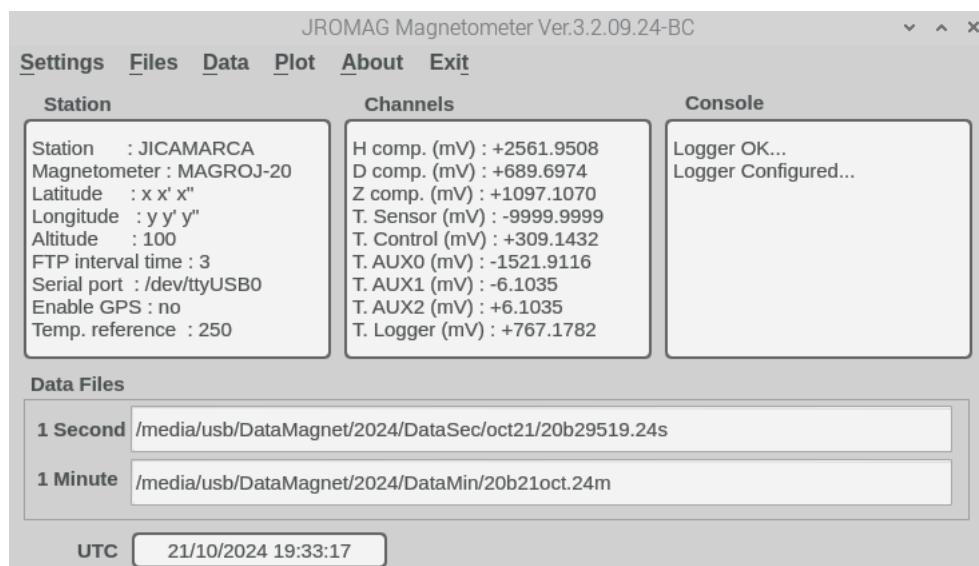 JROMAG Magnetometer Ver.3.2.09.24-BC
Settings Files Data Plot About Exit
Station
Station : JICAMARCA
Magnetometer : MAGROJ-20
Latitude : x x' x"
Longitude : y y' y"
Altitude : 100
FTP interval time : 3
Serial port : /dev/ttyUSB0
Enable GPS : no
Temp. reference : 250
Channels
H comp. (mV) : +2561.9508
D comp. (mV) : +689.6974
Z comp. (mV) : +1097.1070
T. Sensor (mV) : -9999.9999
T. Control (mV) : +309.1432
T. AUX0 (mV) : -1521.9116
T. AUX1 (mV) : -6.1035
T. AUX2 (mV) : +6.1035
T. Logger (mV) : +767.1782
Console
Logger OK...
Logger Configured...
Data Files
1 Second /media/usb/DataMagnet/2024/DataSec/oct21/20b29519.24s
1 Minute /media/usb/DataMagnet/2024/DataMin/20b21oct.24m
UTC 21/10/2024 19:33:17